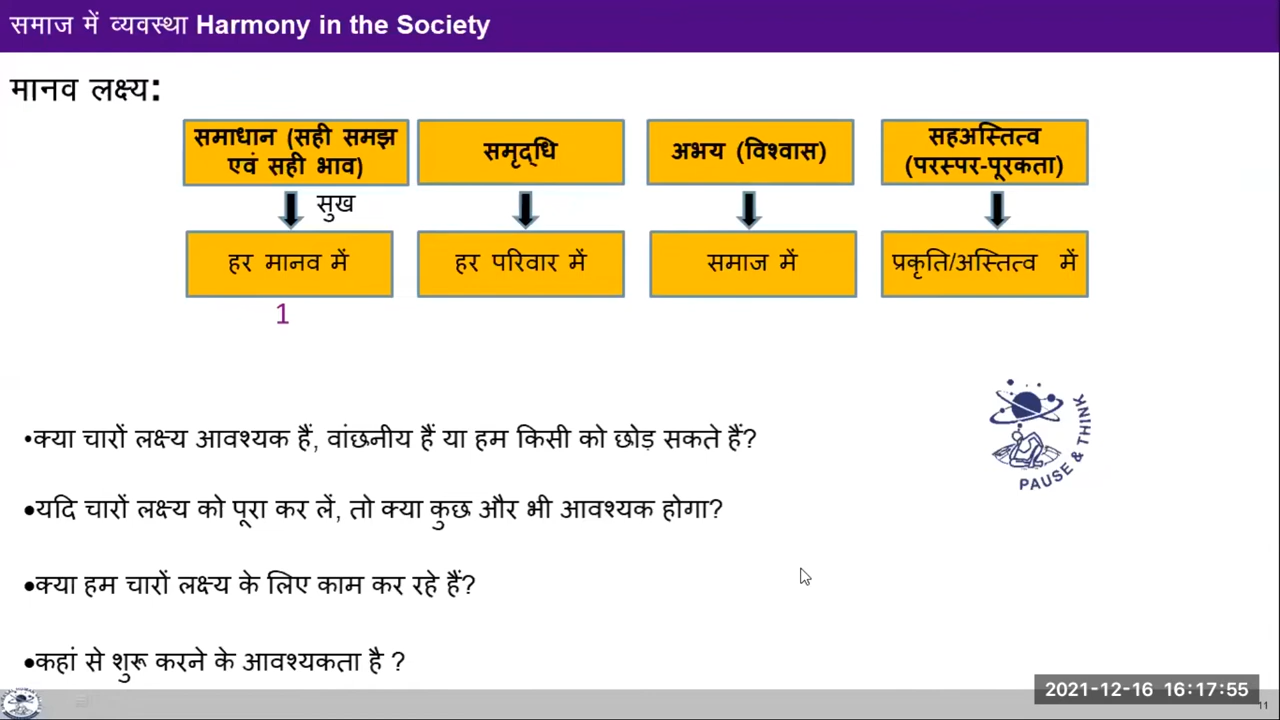 समाज में व्यवस्था Harmony in the Society
मानव लक्ष्य:
समाधान (सही समझ
एवं सही भाव)
समृद्धि
अभय (विश्वास)
सहअस्तित्व
(परस्पर-पूरकता)
सुख
हर मानव में
हर परिवार में
समाज में
प्रकृति/अस्तित्व में
1
•क्या चारों लक्ष्य आवश्यक हैं, वांछनीय हैं या हम किसी को छोड़ सकते हैं?
PAUSE & THINK
•यदि चारों लक्ष्य को पूरा कर लें, तो क्या कुछ और भी आवश्यक होगा?
•क्या हम चारों लक्ष्य के लिए काम कर रहे हैं?
•कहां से शुरू करने के आवश्यकता है ?
2021-12-16 16:17:55
11